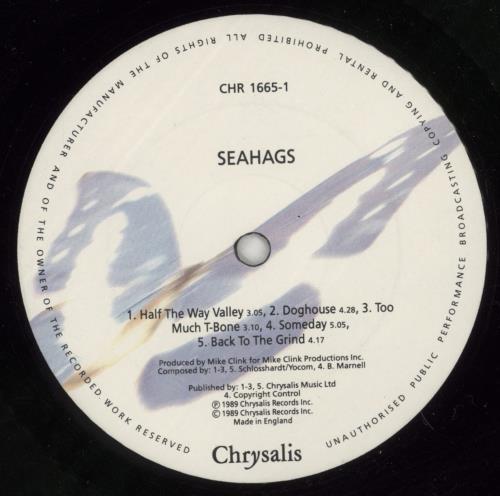 CHR 1665-1
SEAHAGS
1. Half The Way Valley 3.05, 2. Doghouse 4.28, 3. Too
Much T-Bone 3.10, 4. Someday 5.05,
5. Back To The Grind 4.17
Produced by Mike Clink for Mike Clink Productions Inc.
Composed by: 1-3, 5. Schlosshardt/Yocom, 4. B. Marnell
Published by: 1-3, 5. Chrysalis Music Ltd
4. Copyright Control
Ⓟ 1989 Chrysalis Records Inc.
© 1989 Chrysalis Records Inc.
Made in England
Chrysalis
ALL RIGHTS OF THE MANUFACTURER AND OF THE OWNER OF THE RECORDED WORK RESERVED UNAUTHORISED PUBLIC PERFORMANCE BROADCASTING COPYING AND RENTAL PROHIBITED